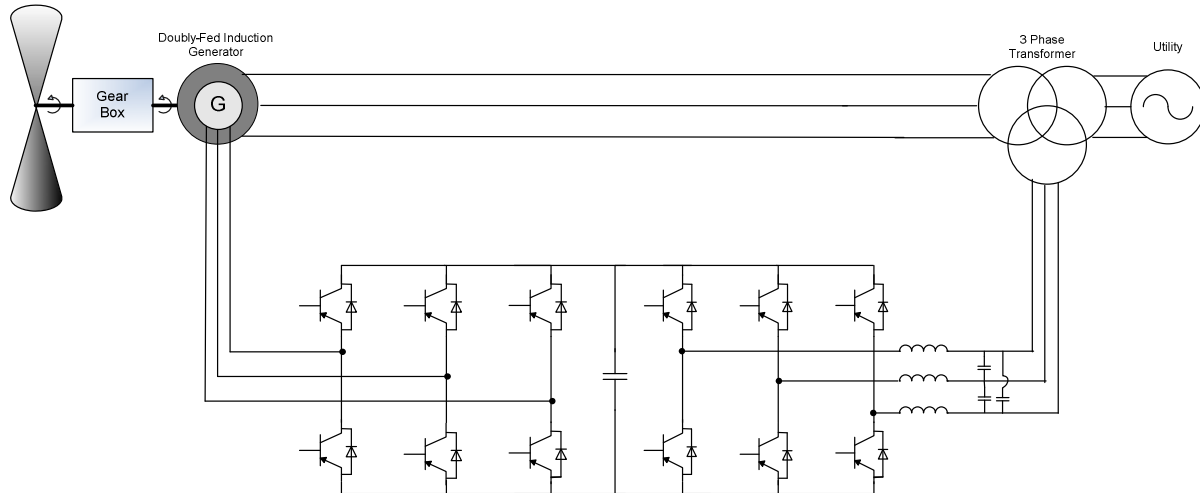 Doubly-Fed Induction
Generator
3 Phase
Transformer
Utility
Gear
Box
G